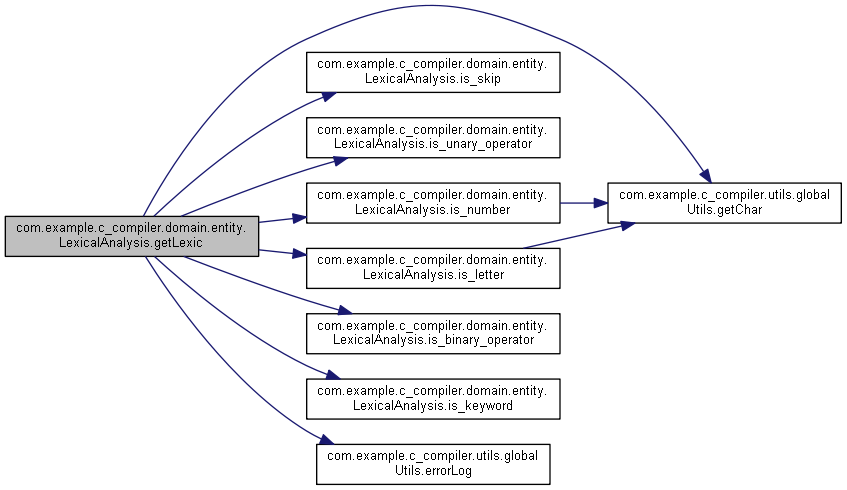 com.example.c_compiler.domain.entity.
LexicalAnalysis.getLexic
com.example.c_compiler.domain.entity.
LexicalAnalysis.is_skip
com.example.c_compiler.domain.entity.
LexicalAnalysis.is_unary_operator
com.example.c_compiler.domain.entity.
LexicalAnalysis.is_number
com.example.c_compiler.domain.entity.
LexicalAnalysis.is_letter
com.example.c_compiler.domain.entity.
LexicalAnalysis.is_binary_operator
com.example.c_compiler.domain.entity.
LexicalAnalysis.is_keyword
com.example.c_compiler.utils.global
Utils.errorLog
com.example.c_compiler.utils.global
Utils.getChar